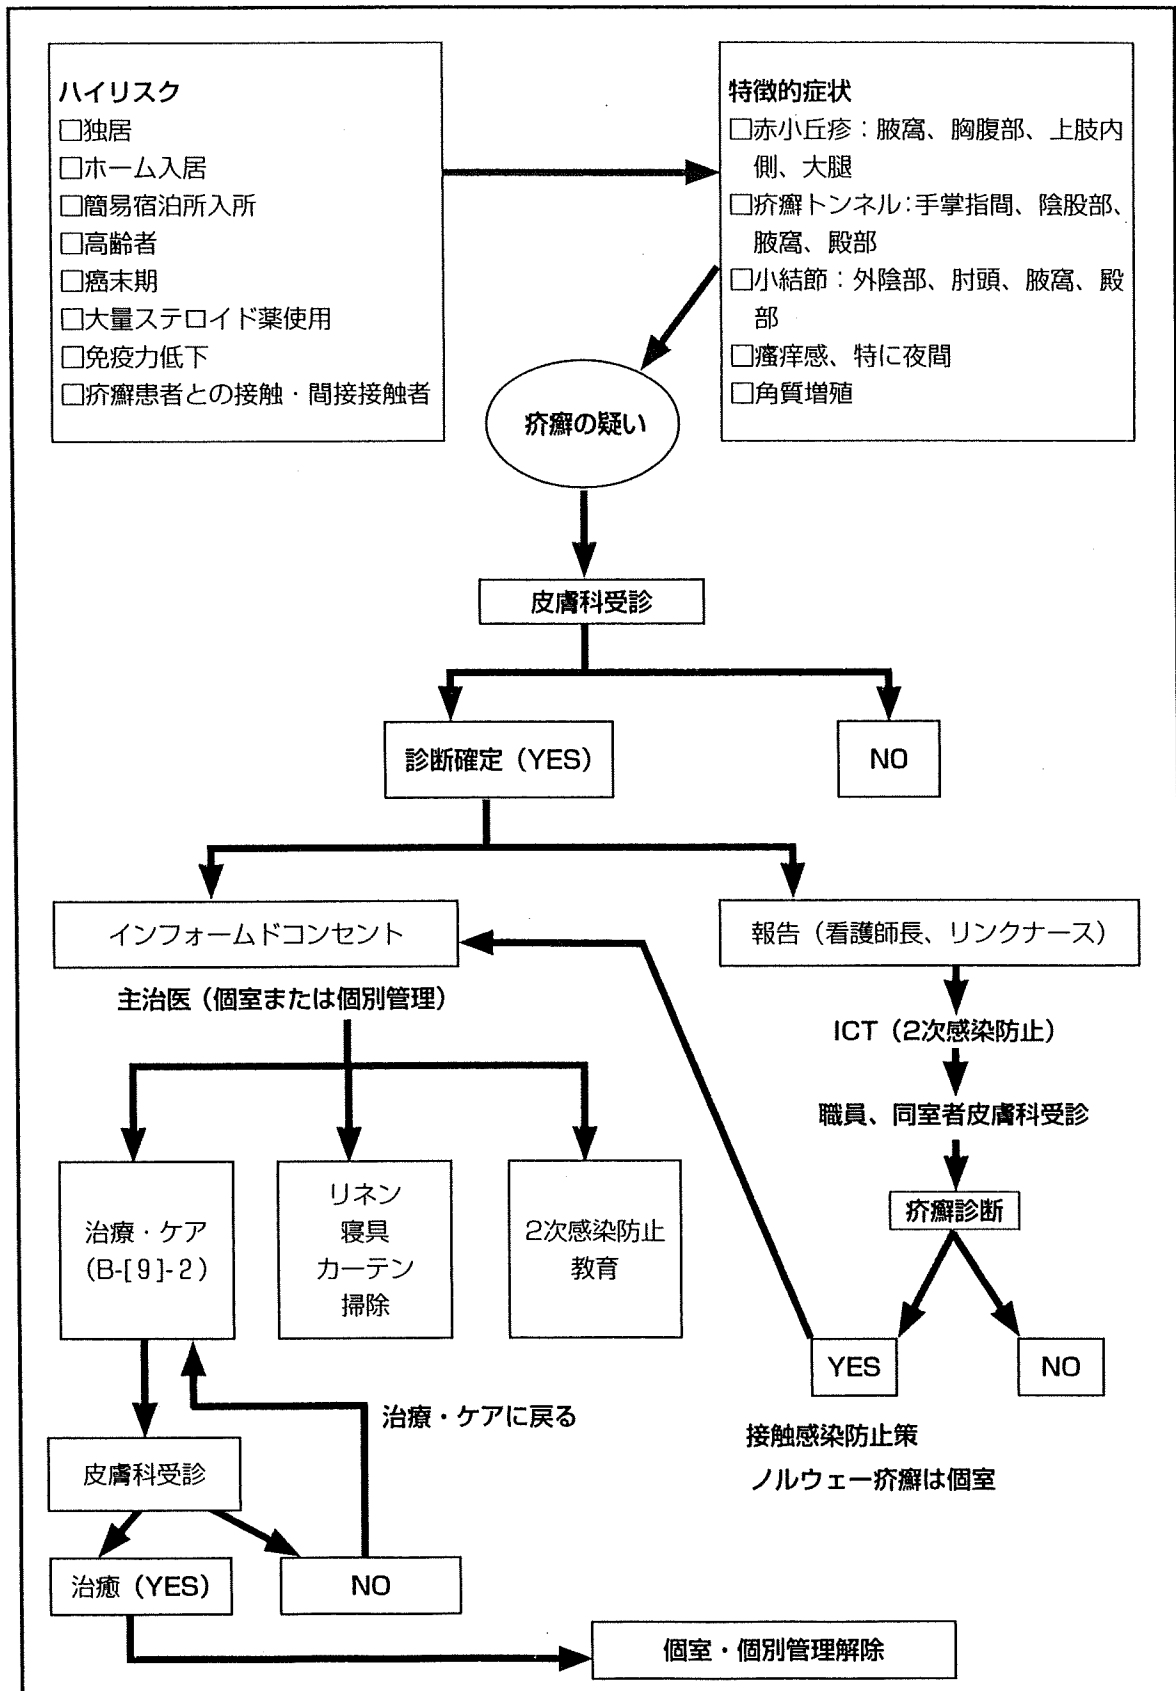 ハイリスク
□独居
□ホーム入居
□簡易宿泊所入所
□高齢者
□癌末期
□大量ステロイド薬使用
□免疫力低下
□疥癬患者との接触・間接接触者
特徴的症状
□赤小丘疹：腋窩、胸腹部、上肢内
側、大腿
□疥癬トンネル：手掌指間、陰股部、
腋窩、殿部
□小結節：外陰部、肘頭、腋窩、殿
部
□瘙痒感、特に夜間
□角質増殖
疥癬の疑い
皮膚科受診
診断確定（YES）
NO
インフォームドコンセント
主治医（個室または個別管理）
報告（看護師長、リンクナース）
ICT（2次感染防止）
職員、同室者皮膚科受診
疥癬診断
YES
NO
接触感染防止策
ノルウェー疥癬は個室
治療・ケア
（B-[9]-2）
リネン
寝具
カーテン
掃除
2次感染防止
教育
治療・ケアに戻る
皮膚科受診
治癒（YES）
NO
個室・個別管理解除